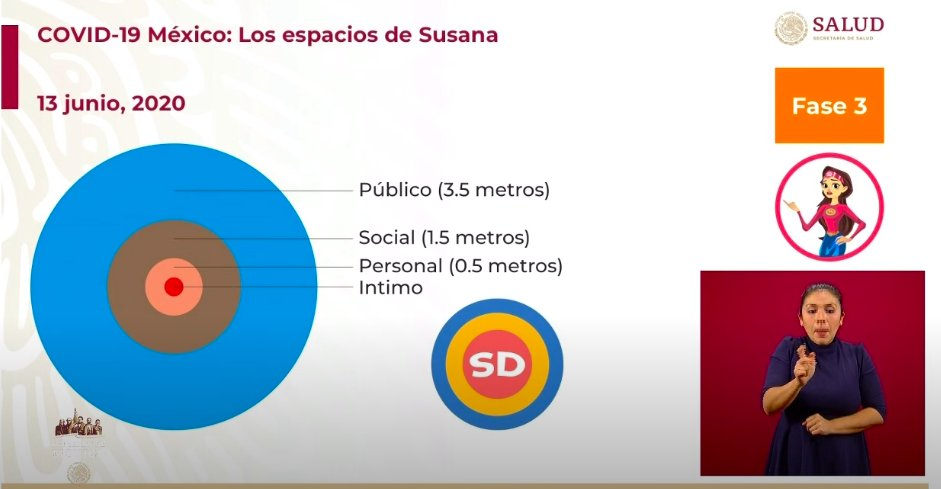 COVID-19 México: Los espacios de Susana
SALUD
SECRETARÍA DE SALUD
13 junio, 2020
Fase 3
Público (3.5 metros)
Social (1.5 metros)
Personal (0.5 metros)
Intimo
SD